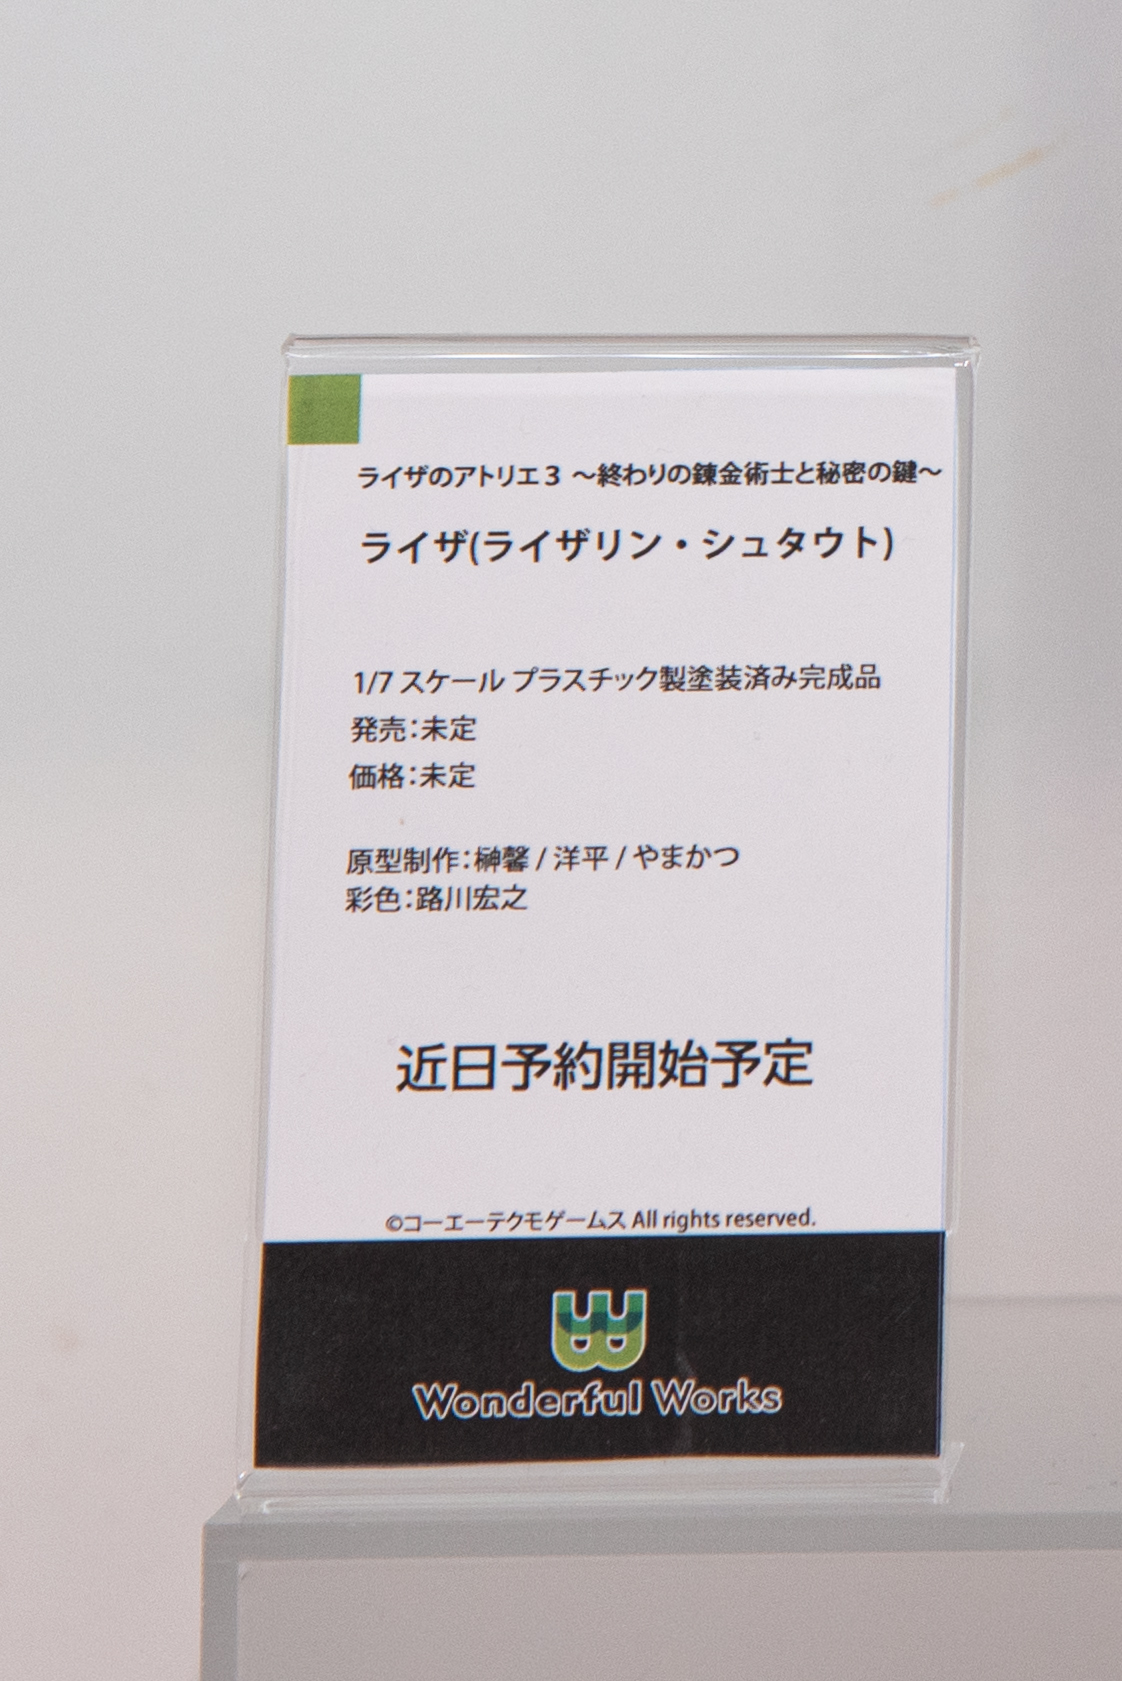 ライザのアトリエ3 ～終わりの錬金術士と秘密の鍵～
ライザ(ライザリン・シュタウト)
1/7 スケール プラスチック製塗装済み完成品
発売：未定
価格：未定
原型制作：榊馨 / 洋平 / やまかつ
彩色：路川宏之
近日予約開始予定
©コーエーテクモゲームス All rights reserved.
Wonderful Works